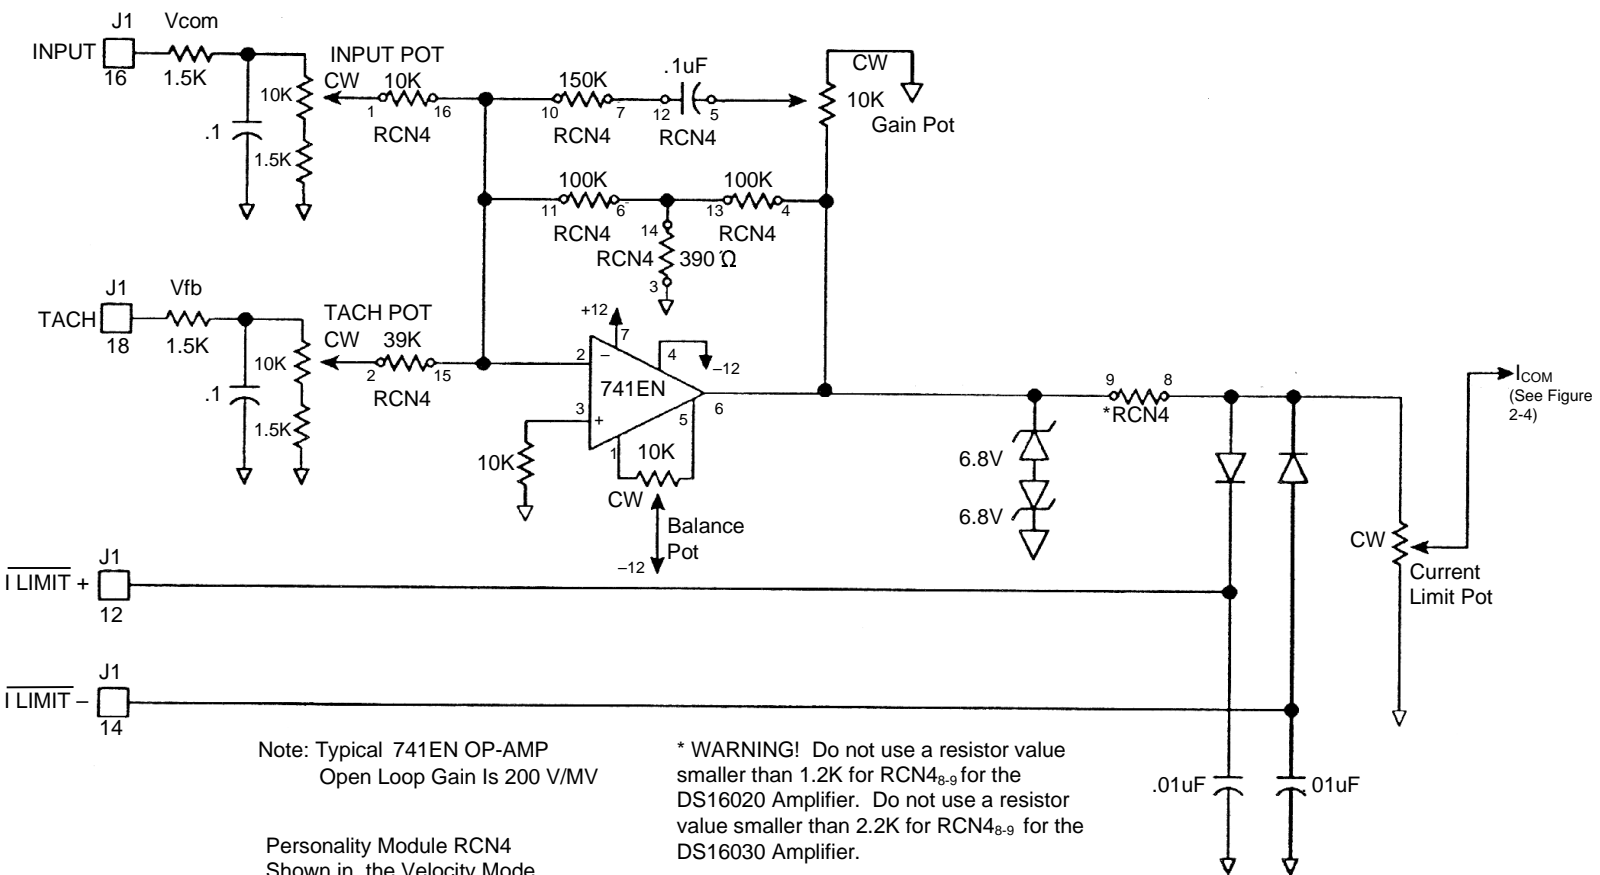 J1
Vcom
INPUT
16
1.5K
.1
10K
1.5K
INPUT POT
CW
10K
1
16
RCN4
150K
10
7
RCN4
.1uF
12
5
RCN4
CW
10K
Gain Pot
100K
11
6
RCN4
100K
13
4
RCN4
14
RCN4
390 Ω
3
J1
Vfb
TACH
18
1.5K
.1
10K
1.5K
TACH POT
CW
39K
2
15
RCN4
+12
7
4
–12
2
–
741EN
3
+
6
5
1
10K
10K
CW
Balance
Pot
–12
6.8V
6.8V
9
8
*RCN4
ICOM
(See Figure
2-4)
CW
Current
Limit Pot
J1
I LIMIT +
12
J1
I LIMIT –
14
.01uF
01uF
Note: Typical 741EN OP-AMP
Open Loop Gain Is 200 V/MV
Personality Module RCN4
Shown in the Velocity Mode
* WARNING! Do not use a resistor value
smaller than 1.2K for RCN48-9 for the
DS16020 Amplifier. Do not use a resistor
value smaller than 2.2K for RCN48-9 for the
DS16030 Amplifier.